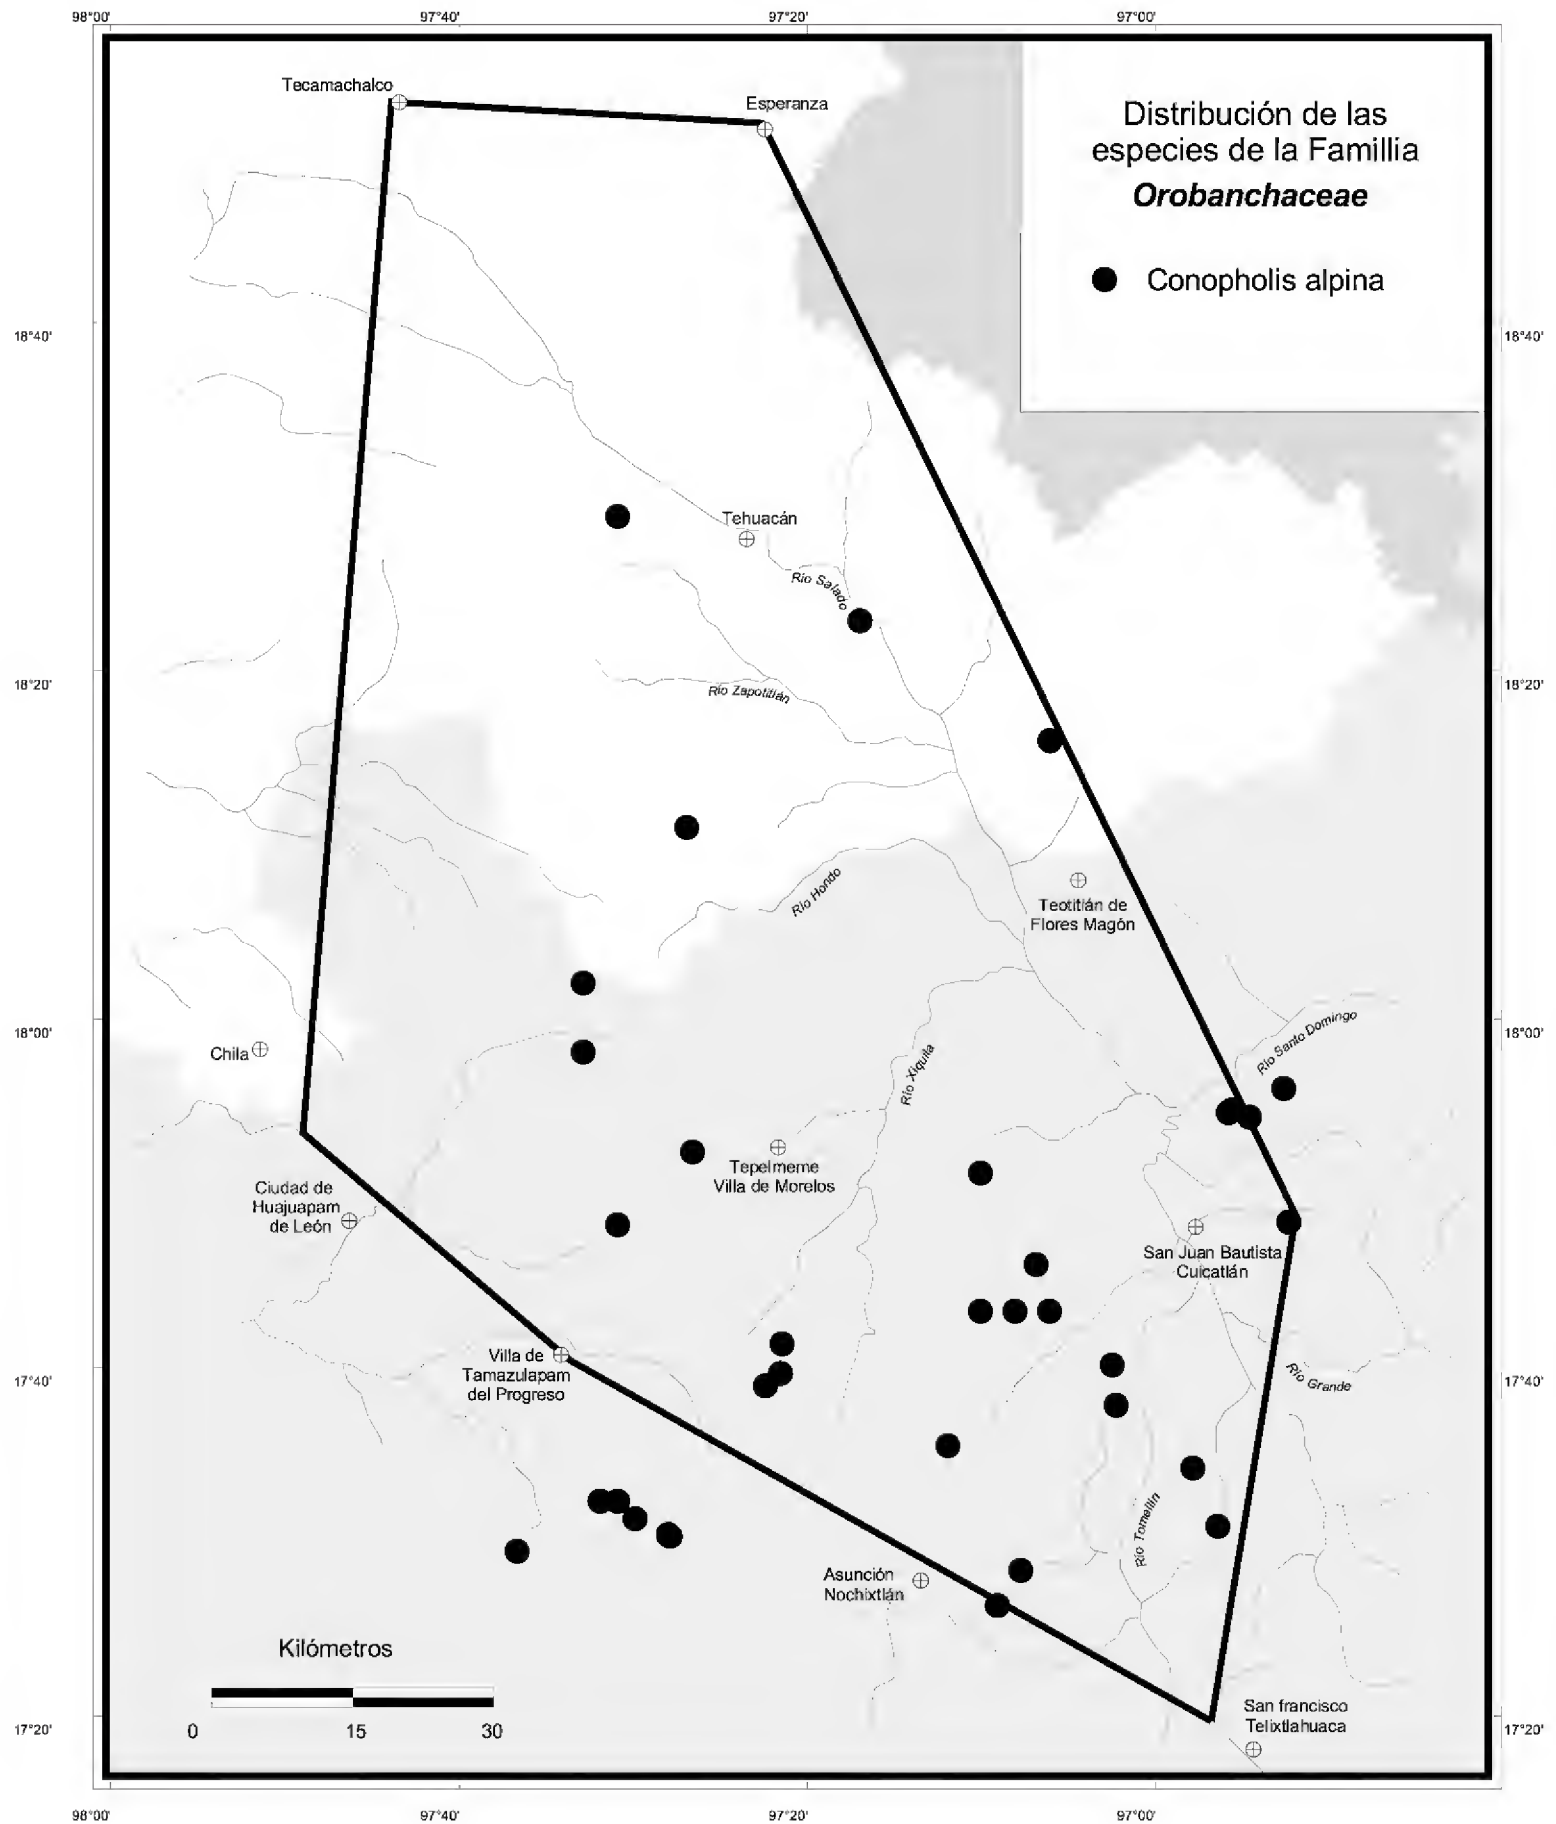 98°00'
97°40'
97°20'
97°00'
Tecamachalco
Esperanza
Distribución de las
especies de la Famillia
Orobanchaceae
Conopholis alpina
18°40'
18°40'
Tehuacán
Río Salado
18°20'
18°20'
Río Zapotitlán
Río Hondo
Teotitlán de
Flores Magón
18°00'
18°00'
Chila
Río Xiquila
Río Santo Domingo
Tepelmeme
Villa de Morelos
Ciudad de
Huajuapam
de León
San Juan Bautista
Cuicatlán
Villa de
Tamazulapam
del Progreso
17°40'
17°40'
Río Grande
Río Tomellín
Asunción
Nochixtlán
Kilómetros
0 15 30
San francisco
Telixtlahuaca
17°20'
17°20'
98°00'
97°40'
97°20'
97°00'